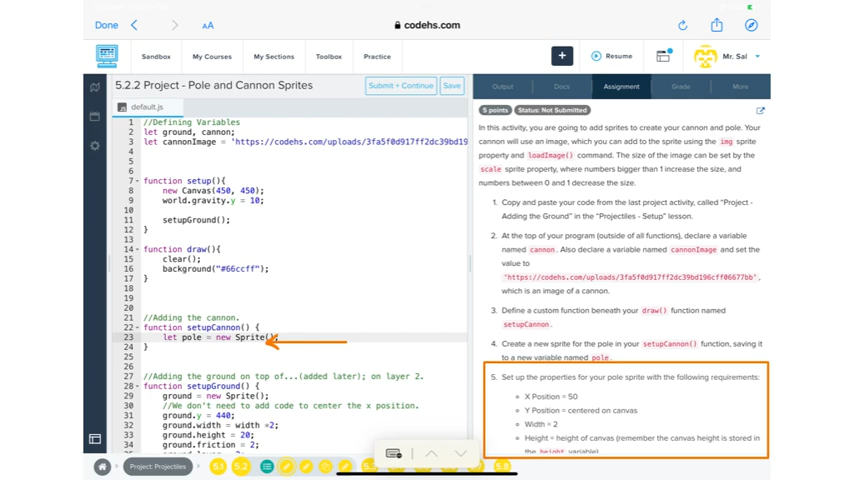 Done
AA
codehs.com
Sandbox
My Courses
My Sections
Toolbox
Practice
+
Resume
Mr. Sal
5.2.2 Project - Pole and Cannon Sprites
Submit + Continue
Save
Output
Docs
Assignment
Grade
More
JS default.js
1 //Defining Variables
2 let ground, cannon;
3 let cannonImage = 'https://codehs.com/uploads/3fa5f0d917ff2dc39bd19
4
5
6
7 function setup(){
8 new Canvas(450, 450);
9 world.gravity.y = 10;
10
11 setupGround();
12 }
13
14 function draw(){
15 clear();
16 background("#66ccff");
17 }
18
19
20
21 //Adding the cannon.
22 function setupCannon() {
23 let pole = new Sprite();
24 }
25
26
27 //Adding the ground on top of...(added later); on layer 2.
28 function setupGround() {
29 ground = new Sprite();
30 //We don't need to add code to center the x position.
31 ground.y = 440;
32 ground.width = width *2;
33 ground.height = 20;
34 ground.friction = 2;
5 points
Status: Not Submitted
In this activity, you are going to add sprites to create your cannon and pole. Your
cannon will use an image, which you can add to the sprite using the img sprite
property and loadImage() command. The size of the image can be set by the
scale sprite property, where numbers bigger than 1 increase the size, and
numbers between 0 and 1 decrease the size.
1. Copy and paste your code from the last project activity, called "Project -
Adding the Ground" in the "Projectiles - Setup" lesson.
2. At the top of your program (outside of all functions), declare a variable
named cannon. Also declare a variable named cannonImage and set the
value to
"https://codehs.com/uploads/3fa5f0d917ff2dc39bd196cff06677bb",
which is an image of a cannon.
3. Define a custom function beneath your draw() function named
setupCannon.
4. Create a new sprite for the pole in your setupCannon() function, saving it
to a new variable named pole.
5. Set up the properties for your pole sprite with the following requirements:
X Position = 50
Y Position = centered on canvas
Width = 2
Height = height of canvas (remember the canvas height is stored in
the height variable)
Project: Projectiles
5.1
5.2